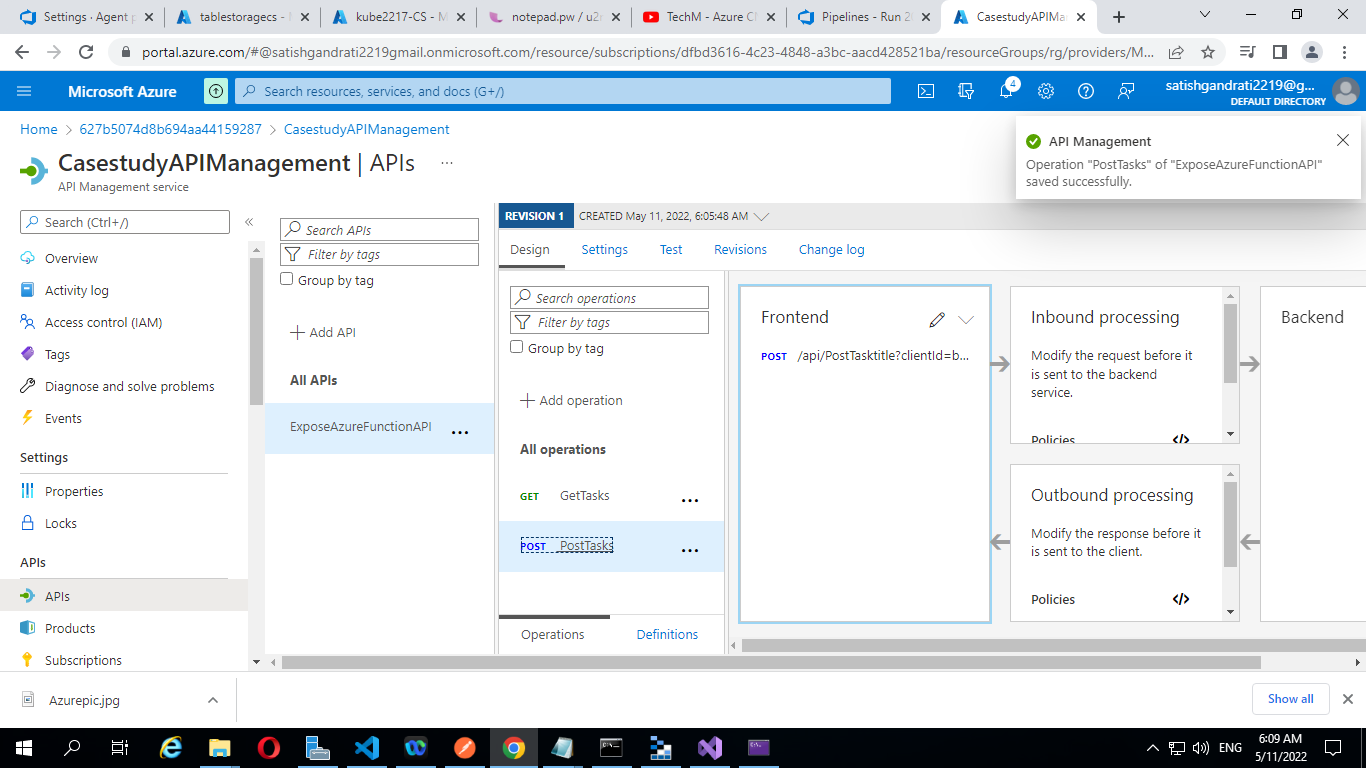 Settings · Agent p
tablestoragecs -
kube2217-CS - M
notepad.pw / u2
TechM - Azure C
Pipelines - Run 2
CasestudyAPIMa
portal.azure.com/#@satishgandrati2219gmail.onmicrosoft.com/resource/subscriptions/dfbd3616-4c23-4848-a3bc-aacd428521ba/resourceGroups/rg/providers/M...
Microsoft Azure
Search resources, services, and docs (G+/)
4
satishgandrati2219@g...
DEFAULT DIRECTORY
Home > 627b5074d8b694aa44159287 > CasestudyAPIManagement
CasestudyAPIManagement | APIs ...
API Management service
API Management
Operation "PostTasks" of "ExposeAzureFunctionAPI"
saved successfully.
Search (Ctrl+/)
«
Overview
Activity log
Access control (IAM)
Tags
Diagnose and solve problems
Events
Settings
Properties
Locks
APIs
APIs
Products
Subscriptions
Search APIs
Filter by tags
Group by tag
+ Add API
All APIs
ExposeAzureFunctionAPI ...
REVISION 1
CREATED May 11, 2022, 6:05:48 AM
Design
Settings
Test
Revisions
Change log
Search operations
Filter by tags
Group by tag
+ Add operation
All operations
GET GetTasks ...
POST PostTasks ...
Operations
Definitions
Frontend
POST /api/PostTasktitle?clientId=b...
Inbound processing
Modify the request before it
is sent to the backend
service.
Policies </>
Outbound processing
Modify the response before it
is sent to the client.
Policies </>
Backend
Azurepic.jpg
Show all
ENG
6:09 AM
5/11/2022